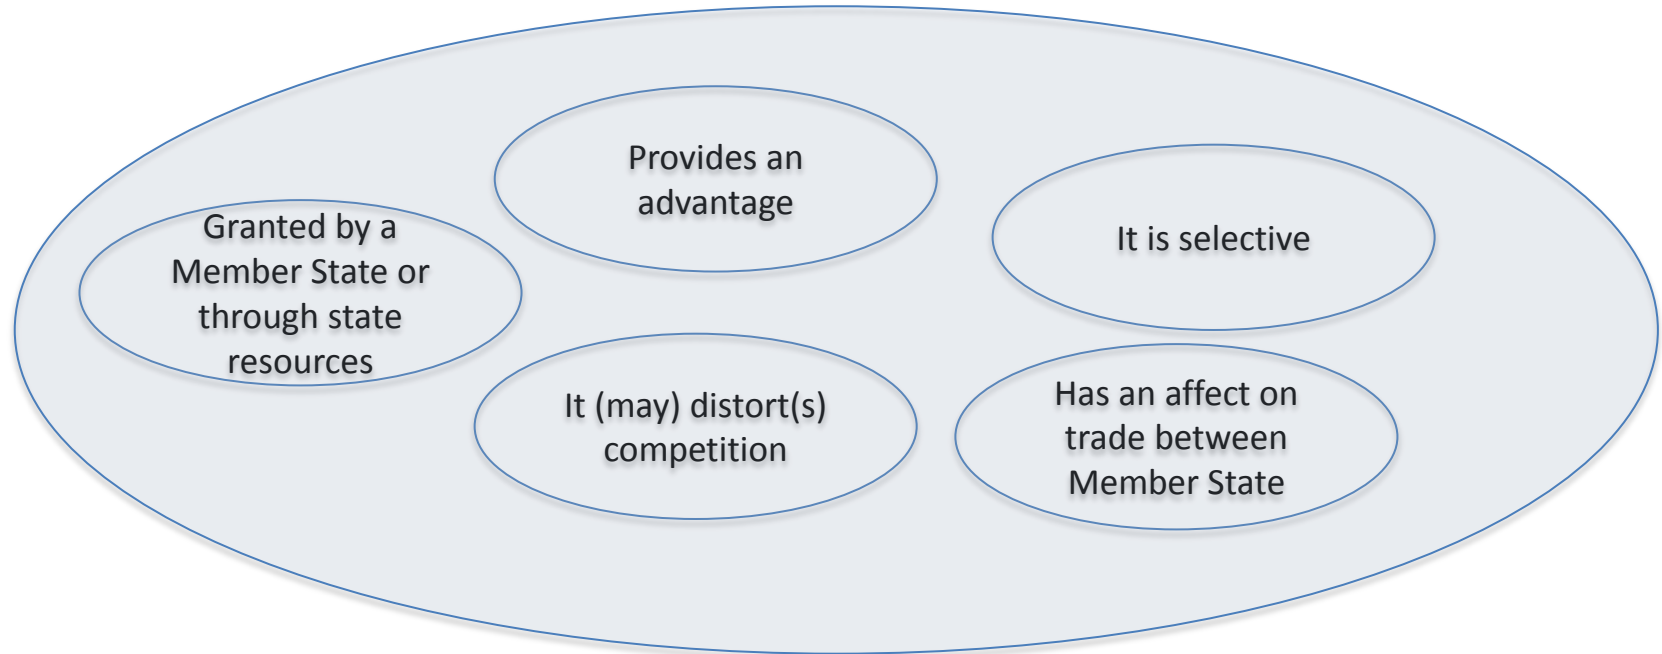 Provides an
advantage
It is selective
Granted by a
Member State or
through state
resources
It (may) distort(s)
competition
Has an affect on
trade between
Member State